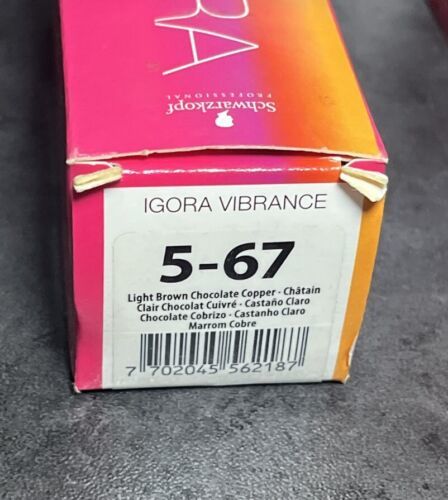 RA
Schwarzkopf
PROFESSIONAL
IGORA VIBRANCE
5-67
Light Brown Chocolate Copper - Châtain
Clair Chocolat Cuivré - Castaño Claro
Chocolate Cobrizo - Castanho Claro
Marrom Cobre
7 702045 562187